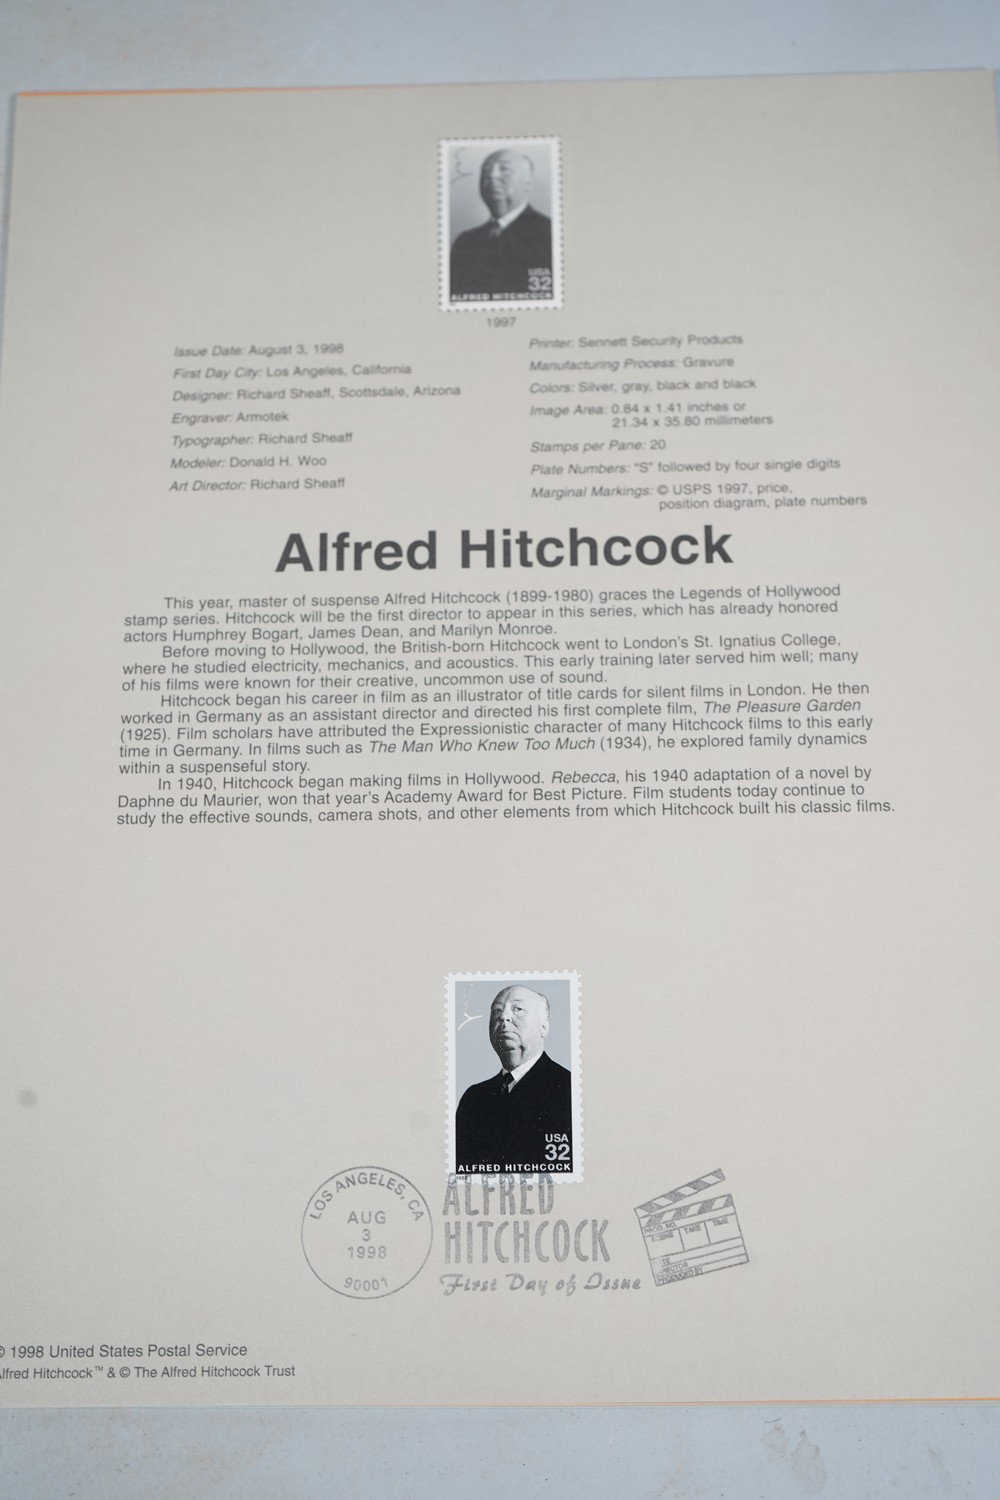 USA
32
ALFRED HITCHCOCK
1997
Issue Date: August 3, 1998
First Day City: Los Angeles, California
Designer: Richard Sheaff, Scottsdale, Arizona
Engraver: Armotek
Typographer: Richard Sheaff
Modeler: Donald H. Woo
Art Director: Richard Sheaff
Printer: Sennett Security Products
Manufacturing Process: Gravure
Colors: Silver, gray, black and black
Image Area: 0.84 x 1.41 inches or
21.34 x 35.80 millimeters
Stamps per Pane: 20
Plate Numbers: "S" followed by four single digits
Marginal Markings: © USPS 1997, price,
position diagram, plate numbers
Alfred Hitchcock
This year, master of suspense Alfred Hitchcock (1899-1980) graces the Legends of Hollywood
stamp series. Hitchcock will be the first director to appear in this series, which has already honored
actors Humphrey Bogart, James Dean, and Marilyn Monroe.
Before moving to Hollywood, the British-born Hitchcock went to London's St. Ignatius College,
where he studied electricity, mechanics, and acoustics. This early training later served him well; many
of his films were known for their creative, uncommon use of sound.
Hitchcock began his career in film as an illustrator of title cards for silent films in London. He then
worked in Germany as an assistant director and directed his first complete film, The Pleasure Garden
(1925). Film scholars have attributed the Expressionistic character of many Hitchcock films to this early
time in Germany. In films such as The Man Who Knew Too Much (1934), he explored family dynamics
within a suspenseful story.
In 1940, Hitchcock began making films in Hollywood. Rebecca, his 1940 adaptation of a novel by
Daphne du Maurier, won that year's Academy Award for Best Picture. Film students today continue to
study the effective sounds, camera shots, and other elements from which Hitchcock built his classic films.
USA
32
ALFRED HITCHCOCK
1998
LOS ANGELES, CA
AUG
3
1998
90001
ALFRED
HITCHCOCK
First Day of Issue
PROD. NO.
SCENE TAKE TIME
PRODUCED BY
© 1998 United States Postal Service
lfred Hitchcock™ & © The Alfred Hitchcock Trust